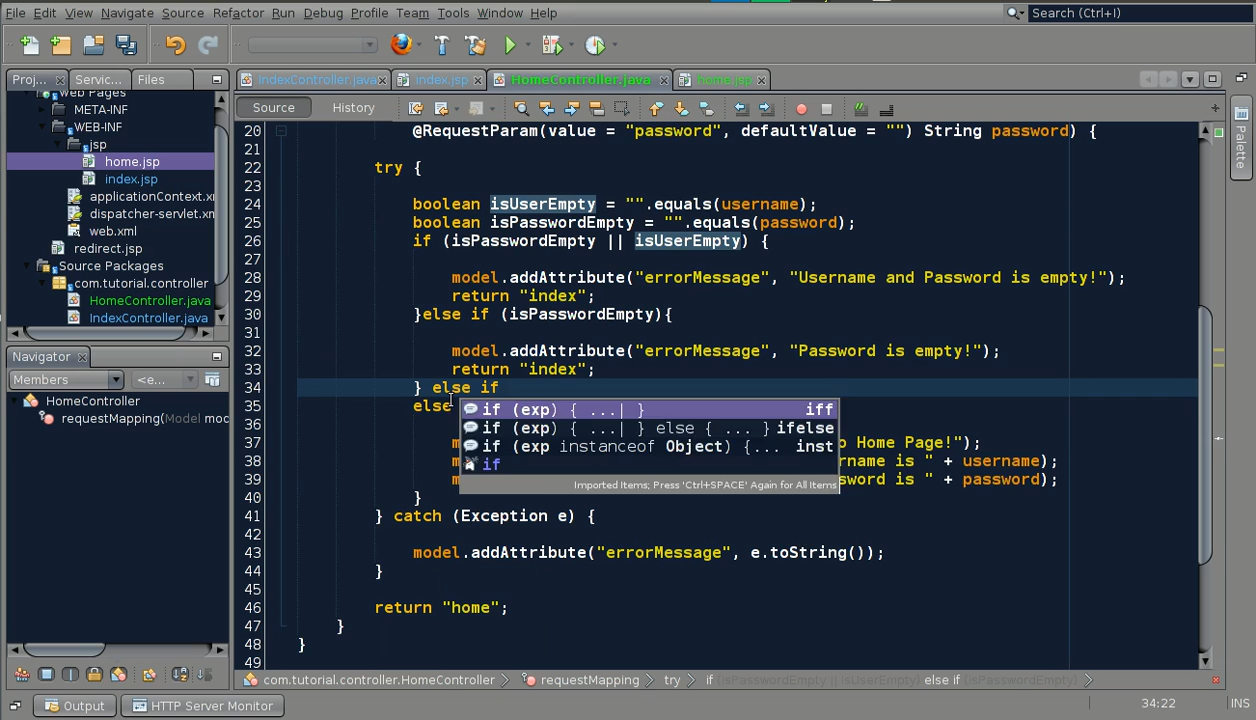 File Edit View Navigate Source Refactor Run Debug Profile Team Tools Window Help
Search (Ctrl+I)
Proj... Servic... Files
IndexController.java index.jsp HomeController.java home.jsp
Source History
Web Pages
META-INF
WEB-INF
jsp
home.jsp
index.jsp
applicationContext.xm
dispatcher-servlet.xm
web.xml
redirect.jsp
Source Packages
com.tutorial.controller
HomeController.java
IndexController.java
Navigator
Members <e...
HomeController
requestMapping(Model mod
20 @RequestParam(value = "password", defaultValue = "") String password) {
21
22 try {
23
24 boolean isUserEmpty = "".equals(username);
25 boolean isPasswordEmpty = "".equals(password);
26 if (isPasswordEmpty || isUserEmpty) {
27
28 model.addAttribute("errorMessage", "Username and Password is empty!");
29 return "index";
30 }else if (isPasswordEmpty){
31
32 model.addAttribute("errorMessage", "Password is empty!");
33 return "index";
34 } else if
35 else
if (exp) { ...| } iff
if (exp) { ...| } else { ... } ifelse
if (exp instanceof Object) {... inst
if
Imported Items; Press 'Ctrl+SPACE' Again for All Items
36
37 m o Home Page!");
38 m rname is " + username);
39 m sword is " + password);
40 }
41 } catch (Exception e) {
42
43 model.addAttribute("errorMessage", e.toString());
44 }
45
46 return "home";
47 }
48 }
49
com.tutorial.controller.HomeController requestMapping try if (isPasswordEmpty || isUserEmpty) else if (isPasswordEmpty)
Palette
Output HTTP Server Monitor
34:22 INS